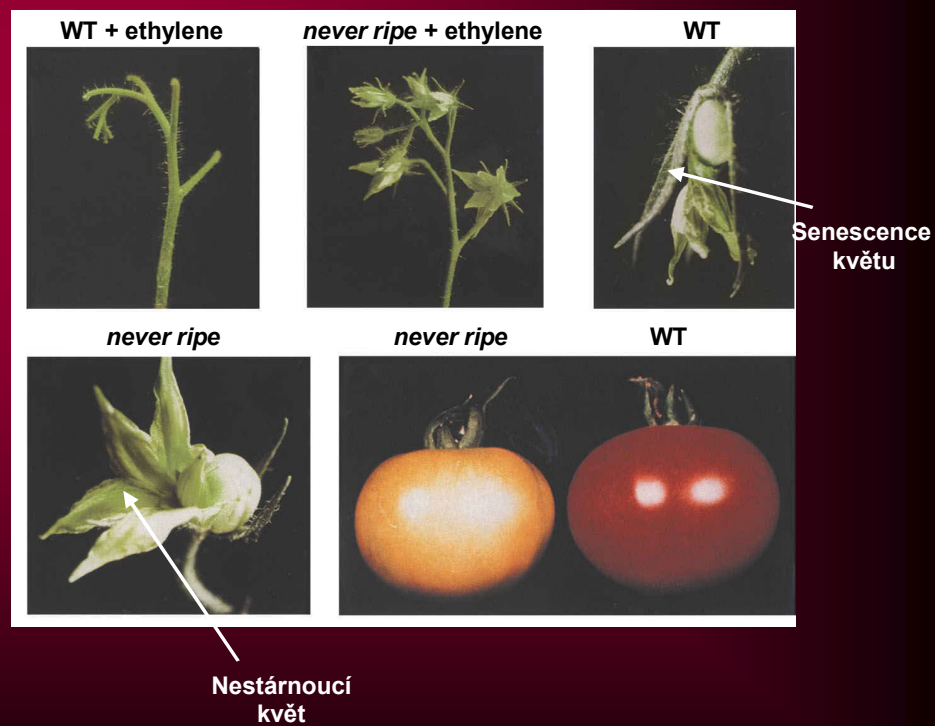 WT + ethylene
never ripe + ethylene
WT
Senescence
květu
never ripe
never ripe
WT
Nestárnoucí
květ